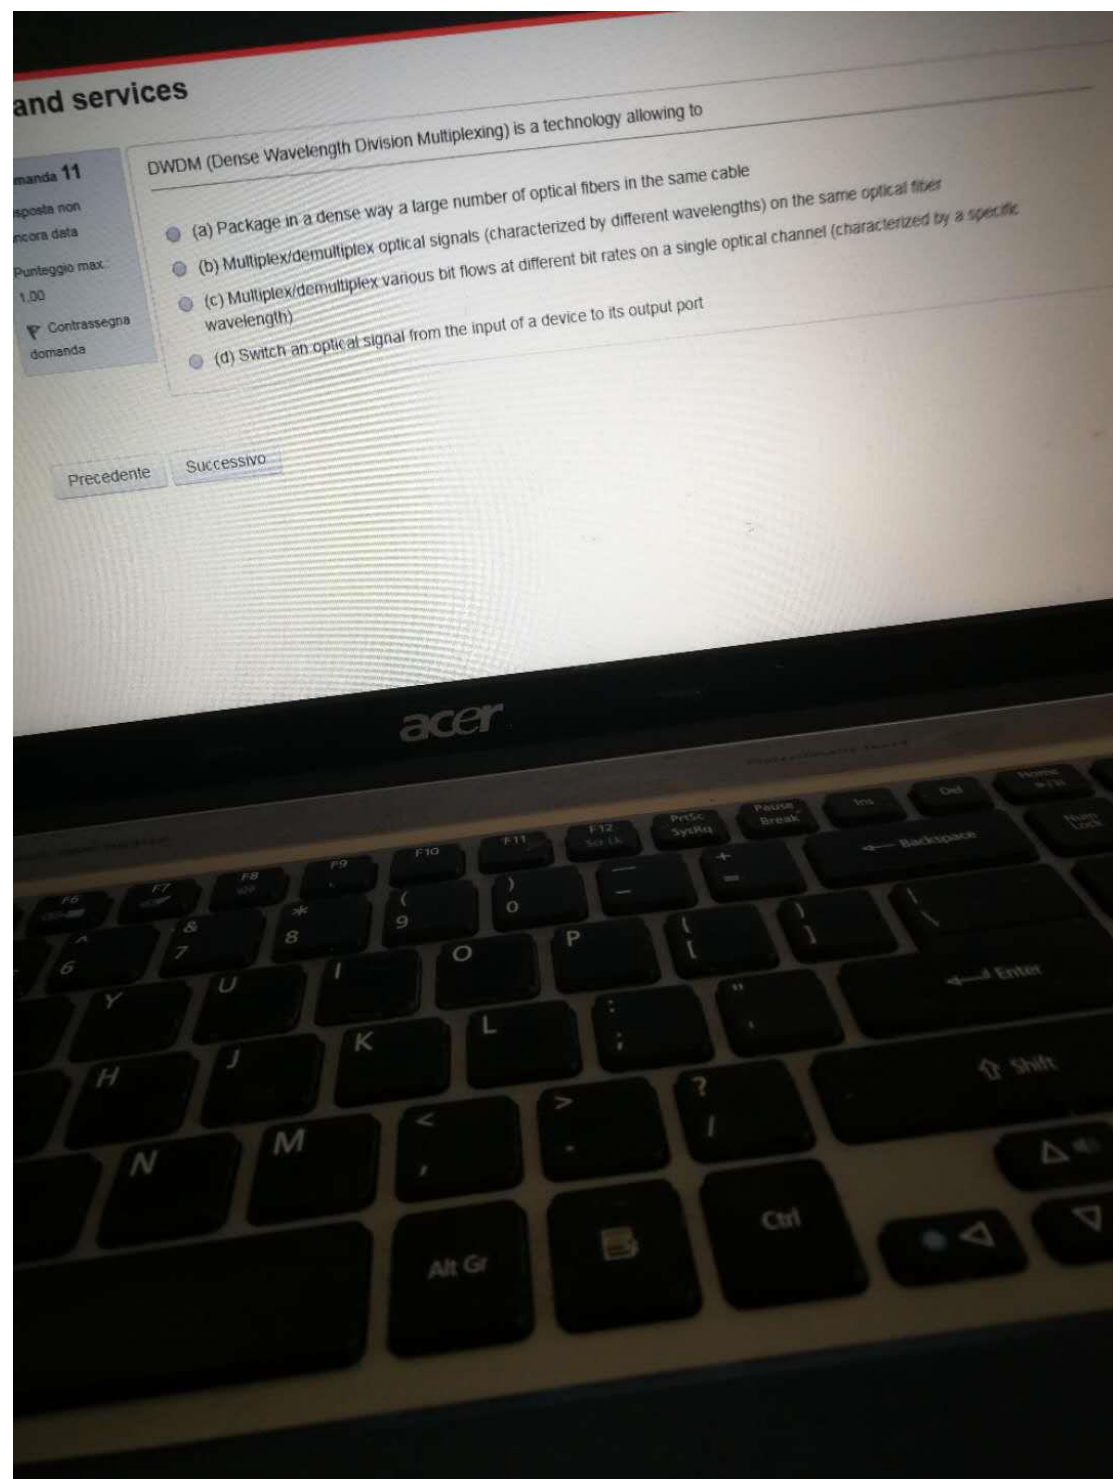 and services
manda 11
sposta non
ncora data
Punteggio max.:
1.00
Contrassegna
domanda
DWDM (Dense Wavelength Division Multiplexing) is a technology allowing to
(a) Package in a dense way a large number of optical fibers in the same cable
(b) Multiplex/demultiplex optical signals (characterized by different wavelengths) on the same optical fiber
(c) Multiplex/demultiplex various bit flows at different bit rates on a single optical channel (characterized by a specific
wavelength)
(d) Switch an optical signal from the input of a device to its output port
Precedente Successivo
acer
F6 F7 F8 F9 F10 F11 F12 PrtSc Pause Ins Del Home
Scr Lk SysRq Break
^ & * ( ) — + Backspace Num
6 7 8 9 0 - = Lock
Y U I O P { [ } ] | \
H J K L : ; " ' Enter
N M < , > . ? / Shift
Alt Gr Ctrl